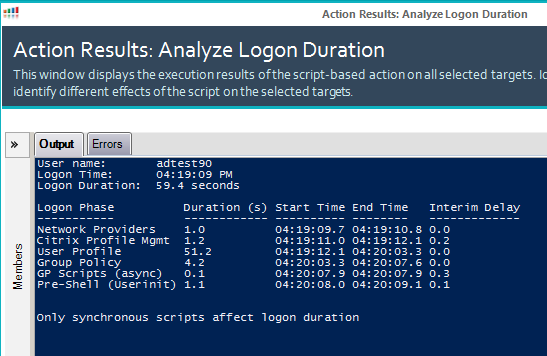 Action Results: Analyze Logon Duration
Action Results: Analyze Logon Duration
This window displays the execution results of the script-based action on all selected targets.
identify different effects of the script on the selected targets.
»
Output
Errors
Members
User name: adtest90
Logon Time: 04:19:09 PM
Logon Duration: 59.4 seconds
Logon Phase Duration (s) Start Time End Time Interim Delay
----------- ------------ ---------- -------- -------------
Network Providers 1.0 04:19:09.7 04:19:10.8 0.0
Citrix Profile Mgmt 1.2 04:19:11.0 04:19:12.1 0.2
User Profile 51.2 04:19:12.1 04:20:03.3 0.0
Group Policy 4.2 04:20:03.3 04:20:07.6 0.0
GP Scripts (async) 0.1 04:20:07.9 04:20:07.9 0.3
Pre-Shell (Userinit) 1.1 04:20:08.0 04:20:09.1 0.1
Only synchronous scripts affect logon duration